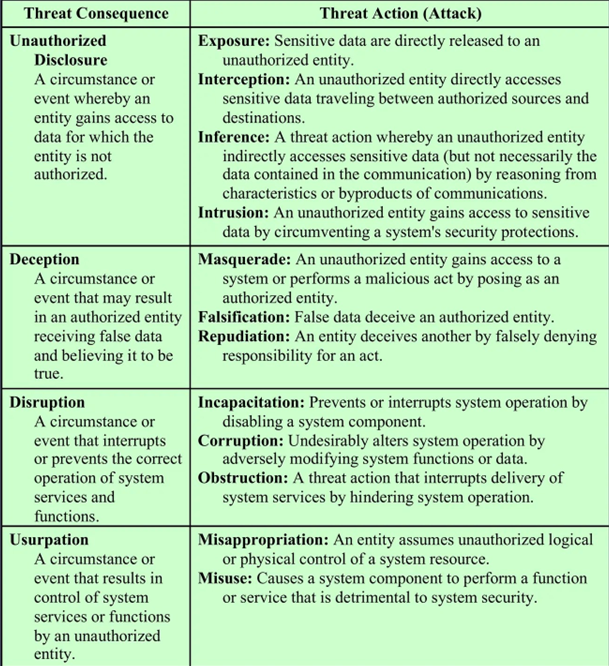 Threat Consequence
Threat Action (Attack)
Unauthorized
Disclosure
A circumstance or
event whereby an
entity gains access to
data for which the
entity is not
authorized.
Exposure: Sensitive data are directly released to an
unauthorized entity.
Interception: An unauthorized entity directly accesses
sensitive data traveling between authorized sources and
destinations.
Inference: A threat action whereby an unauthorized entity
indirectly accesses sensitive data (but not necessarily the
data contained in the communication) by reasoning from
characteristics or byproducts of communications.
Intrusion: An unauthorized entity gains access to sensitive
data by circumventing a system's security protections.
Deception
A circumstance or
event that may result
in an authorized entity
receiving false data
and believing it to be
true.
Masquerade: An unauthorized entity gains access to a
system or performs a malicious act by posing as an
authorized entity.
Falsification: False data deceive an authorized entity.
Repudiation: An entity deceives another by falsely denying
responsibility for an act.
Disruption
A circumstance or
event that interrupts
or prevents the correct
operation of system
services and
functions.
Incapacitation: Prevents or interrupts system operation by
disabling a system component.
Corruption: Undesirably alters system operation by
adversely modifying system functions or data.
Obstruction: A threat action that interrupts delivery of
system services by hindering system operation.
Usurpation
A circumstance or
event that results in
control of system
services or functions
by an unauthorized
entity.
Misappropriation: An entity assumes unauthorized logical
or physical control of a system resource.
Misuse: Causes a system component to perform a function
or service that is detrimental to system security.